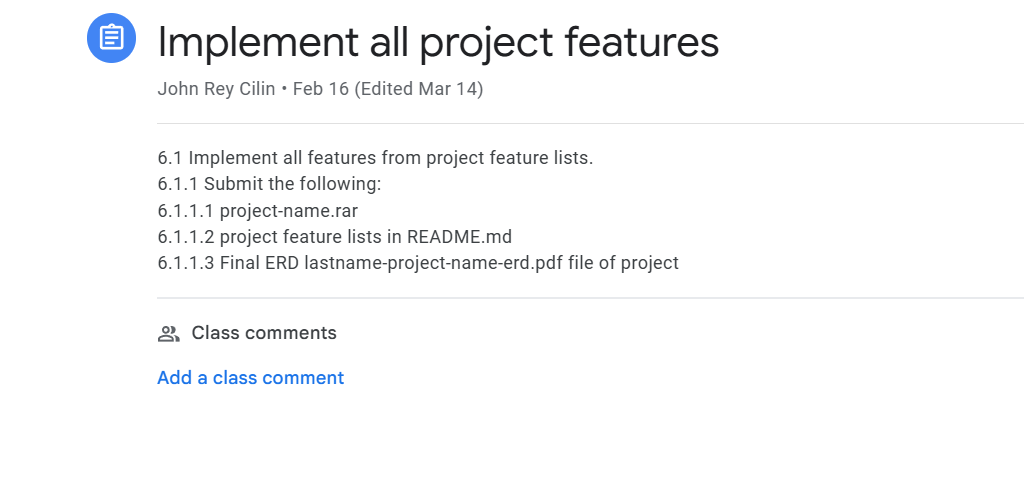 Implement all project features
John Rey Cilin • Feb 16 (Edited Mar 14)
6.1 Implement all features from project feature lists.
6.1.1 Submit the following:
6.1.1.1 project-name.rar
6.1.1.2 project feature lists in README.md
6.1.1.3 Final ERD lastname-project-name-erd.pdf file of project
Class comments
Add a class comment